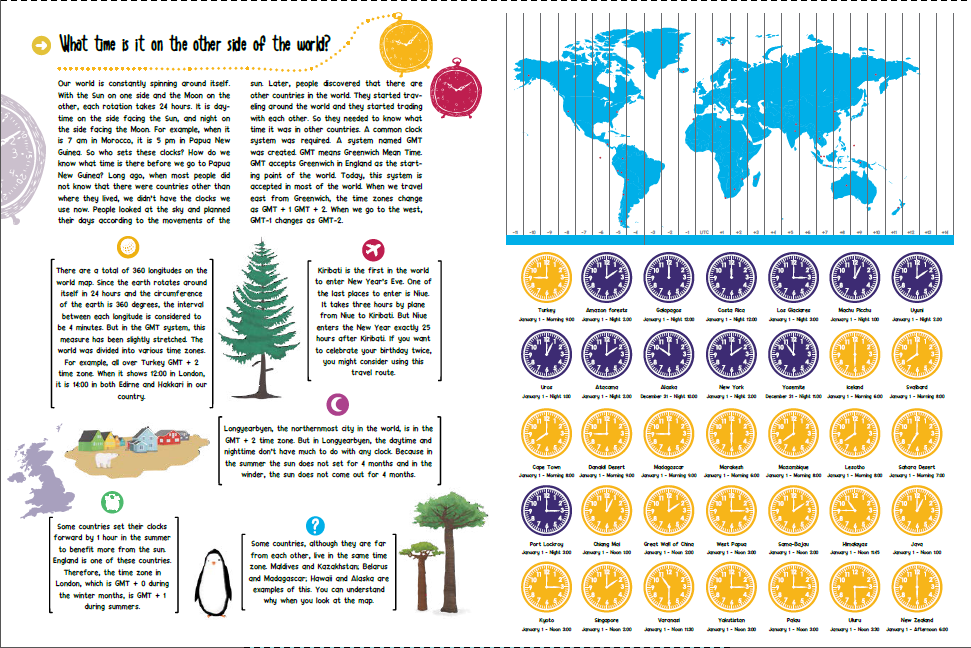 What time is it on the other side of the world?
Our world is constantly spinning around itself.
With the Sun on one side and the Moon on the
other, each rotation takes 24 hours. It is day-
time on the side facing the Sun, and night on
the side facing the Moon. For example, when it
is 7 am in Morocco, it is 5 pm in Papua New
Guinea. So who sets these clocks? How do we
know what time is there before we go to Papua
New Guinea? Long ago, when most people did
not know that there were countries other than
where they lived, we didn't have the clocks we
use now. People looked at the sky and planned
their days according to the movements of the
sun. Later, people discovered that there are
other countries in the world. They started trav-
eling around the world and they started trading
with each other. So they needed to know what
time it was in other countries. A common clock
system was required. A system named GMT
was created. GMT means Greenwich Mean Time.
GMT accepts Greenwich in England as the start-
ing point of the world. Today, this system is
accepted in most of the world. When we travel
east from Greenwich, the time zones change
as GMT + 1 GMT + 2. When we go to the west,
GMT-1 changes as GMT-2.
There are a total of 360 longitudes on the
world map. Since the earth rotates around
itself in 24 hours and the circumference
of the earth is 360 degrees, the interval
between each longitude is considered to
be 4 minutes. But in the GMT system, this
measure has been slightly stretched. The
world was divided into various time zones.
For example, all over Turkey GMT + 2
time zone. When it shows 12:00 in London,
it is 14:00 in both Edirne and Hakkari in our
country.
Kiribati is the first in the world
to enter New Year's Eve. One of
the last places to enter is Niue.
It takes three hours by plane
from Niue to Kiribati. But Niue
enters the New Year exactly 25
hours after Kiribati. If you want
to celebrate your birthday twice,
you might consider using this
travel route.
Longyearbyen, the northernmost city in the world, is in the
GMT + 2 time zone. But in Longyearbyen, the daytime and
nighttime don't have much to do with any clock. Because in
the summer the sun does not set for 4 months and in the
winder, the sun does not come out for 4 months.
Some countries set their clocks
forward by 1 hour in the summer
to benefit more from the sun.
England is one of these countries.
Therefore, the time zone in
London, which is GMT + 0 during
the winter months, is GMT + 1
during summers.
?
Some countries, although they are far
from each other, live in the same time
zone. Maldives and Kazakhstan; Belarus
and Madagascar; Hawaii and Alaska are
examples of this. You can understand
why when you look at the map.
UTC
Turkey Amazon forests Galapagos Costa Rica Los Glaciares Machu Picchu Uyuni
January 1 - Morning 9:00 January 1 - Night 2:00 January 1 - Night 12:00 January 1 - Night 12:00 January 1 - Night 3:00 January 1 - Night 1:00 January 1 - Night 2:00
Uros Atacama Alaska New York Yosemite Iceland Svalbard
January 1 - Night 1:00 January 1 - Night 2:00 December 31 - Night 10:00 January 1 - Night 2:00 December 31 - Night 11:00 January 1 - Morning 6:00 January 1 - Morning 8:00
Cape Town Danakil Desert Madagascar Marakesh Mozambique Lesotho Sahara Desert
January 1 - Morning 8:00 January 1 - Morning 9:00 January 1 - Morning 9:00 January 1 - Morning 6:00 January 1 - Morning 8:00 January 1 - Morning 8:00 January 1 - Morning 7:00
Port Lockroy Chiang Mai Great Wall of China West Papua Sama-Bajau Himalayas Java
January 1 - Night 3:00 January 1 - Noon 1:00 January 1 - Noon 2:00 January 1 - Noon 3:00 January 1 - Noon 2:00 January 1 - Noon 11:45 January 1 - Noon 1:00
Kyoto Singapore Varanasi Yakutistan Palau Uluru New Zealand
January 1 - Noon 3:00 January 1 - Noon 2:00 January 1 - Noon 11:30 January 1 - Noon 3:00 January 1 - Noon 3:00 January 1 - Noon 3:30 January 1 - Afternoon 6:00